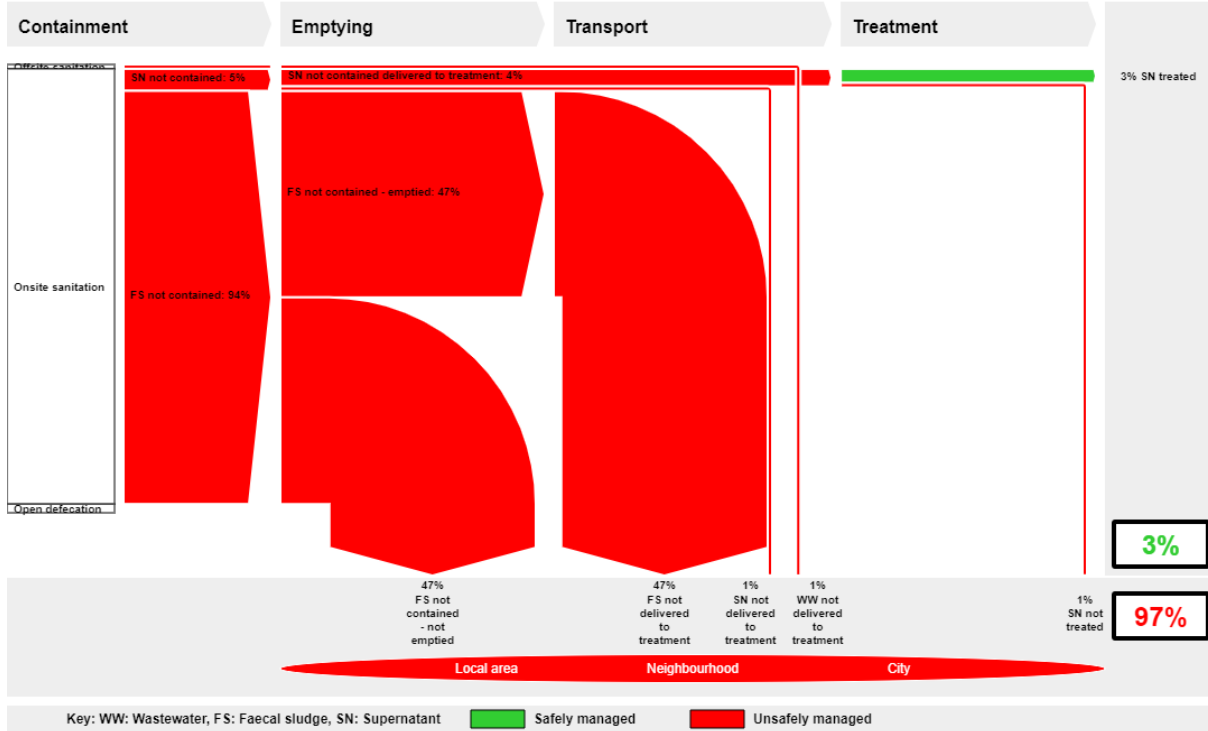 Containment
Emptying
Transport
Treatment
Offsite sanitation
SN not contained: 5%
SN not contained delivered to treatment: 4%
3% SN treated
FS not contained - emptied: 47%
Onsite sanitation
FS not contained: 94%
Open defecation
3%
47%
FS not
contained
- not
emptied
47%
FS not
delivered
to
treatment
1%
SN not
delivered
to
treatment
1%
WW not
delivered
to
treatment
1%
SN not
treated
97%
Local area
Neighbourhood
City
Key: WW: Wastewater, FS: Faecal sludge, SN: Supernatant
Safely managed
Unsafely managed